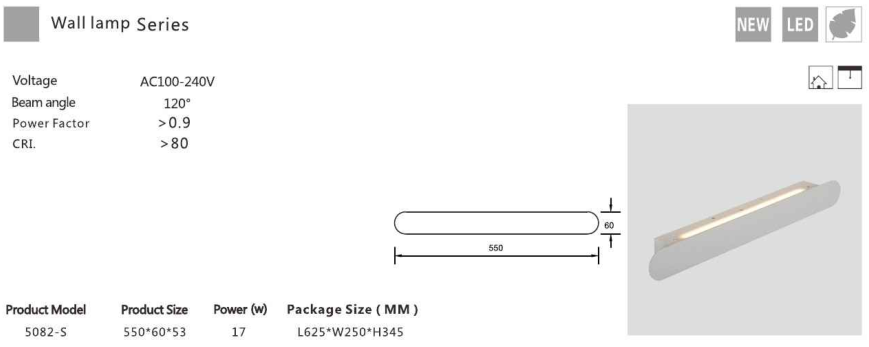 Wall lamp Series
NEW LED
Voltage AC100-240V
Beam angle 120°
Power Factor >0.9
CRI. >80
60
550
Product Model Product Size Power (w) Package Size ( MM )
5082-S 550*60*53 17 L625*W250*H345